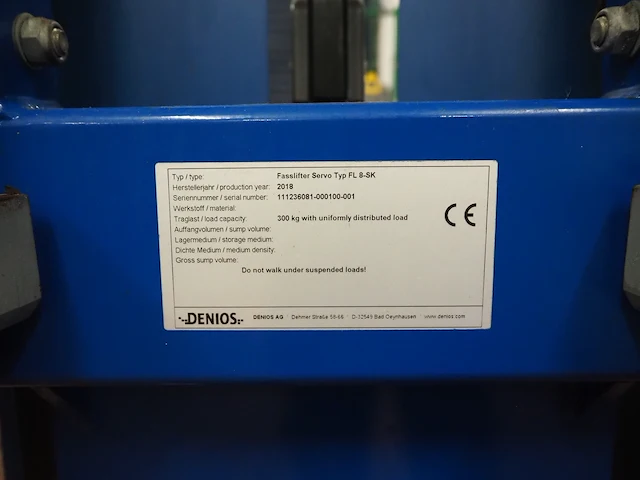 Typ / type: Fasslifter Servo Typ FL 8-SK
Herstellerjahr / production year: 2018
Seriennummer / serial number: 111236081-000100-001
Werkstoff / material:
Traglast / load capacity: 300 kg with uniformly distributed load
Auffangvolumen / sump volume:
Lagermedium / storage medium:
Dichte Medium / medium density:
Gross sump volume:
Do not walk under suspended loads!
CE
DENIOS DENIOS AG · Dehmer Straße 58-66 · D-32549 Bad Oeynhausen · www.denios.com